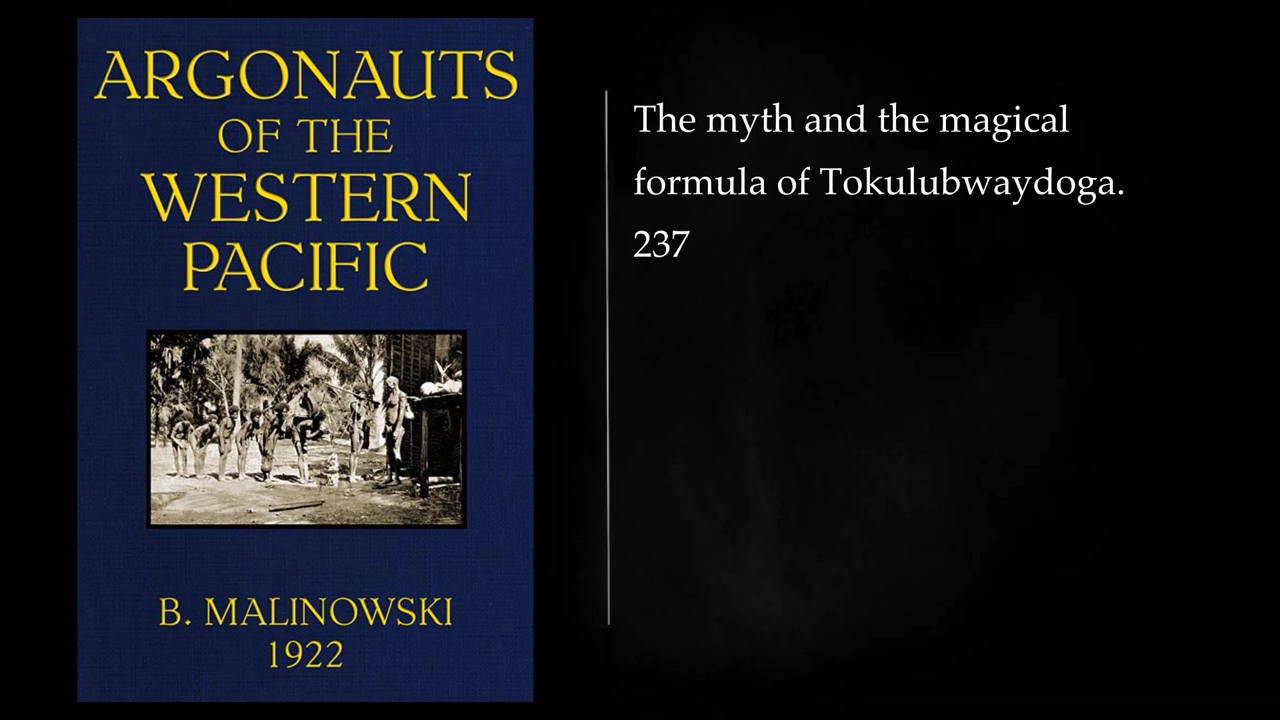 ARGONAUTS
OF THE
WESTERN
PACIFIC
B. MALINOWSKI
1922
The myth and the magical
formula of Tokulubwaydoga.
237